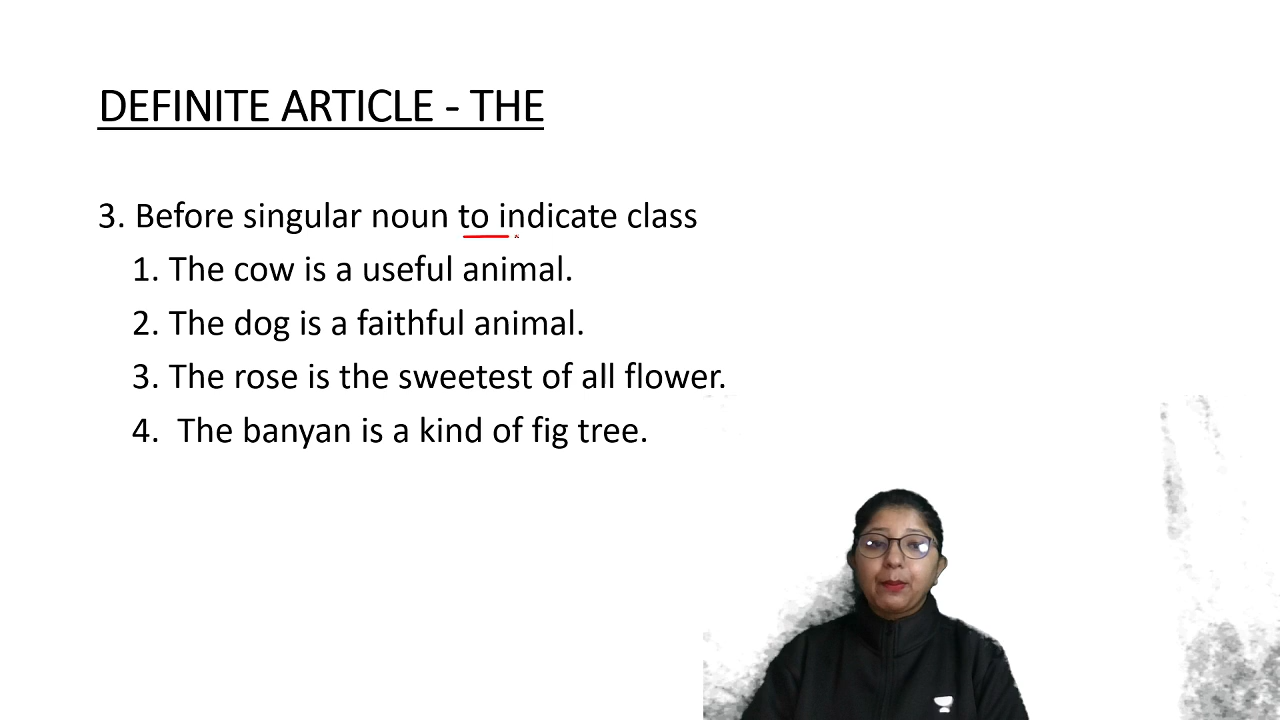 DEFINITE ARTICLE - THE
3. Before singular noun to indicate class
1. The cow is a useful animal.
2. The dog is a faithful animal.
3. The rose is the sweetest of all flower.
4. The banyan is a kind of fig tree.